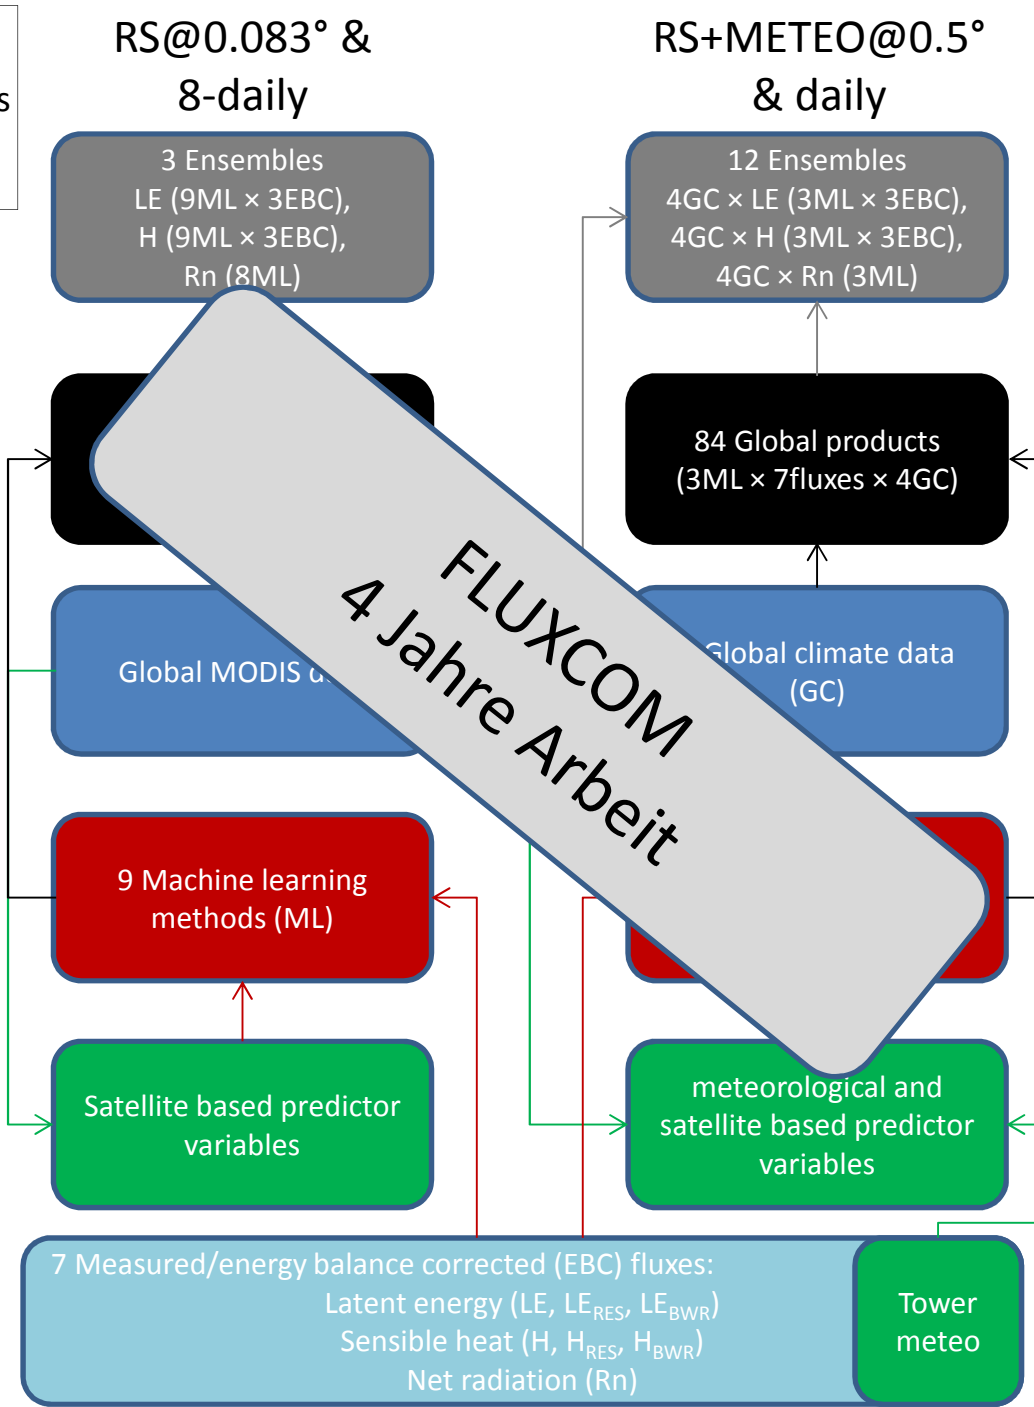 s
RS@0.083° &
8-daily
RS+METEO@0.5°
& daily
3 Ensembles
LE (9ML × 3EBC),
H (9ML × 3EBC),
Rn (8ML)
12 Ensembles
4GC × LE (3ML × 3EBC),
4GC × H (3ML × 3EBC),
4GC × Rn (3ML)
84 Global products
(3ML × 7fluxes × 4GC)
FLUXCOM
4 Jahre Arbeit
Global MODIS
Global climate data
(GC)
9 Machine learning
methods (ML)
Satellite based predictor
variables
meteorological and
satellite based predictor
variables
7 Measured/energy balance corrected (EBC) fluxes:
Latent energy (LE, LE_RES, LE_BWR)
Sensible heat (H, H_RES, H_BWR)
Net radiation (Rn)
Tower
meteo